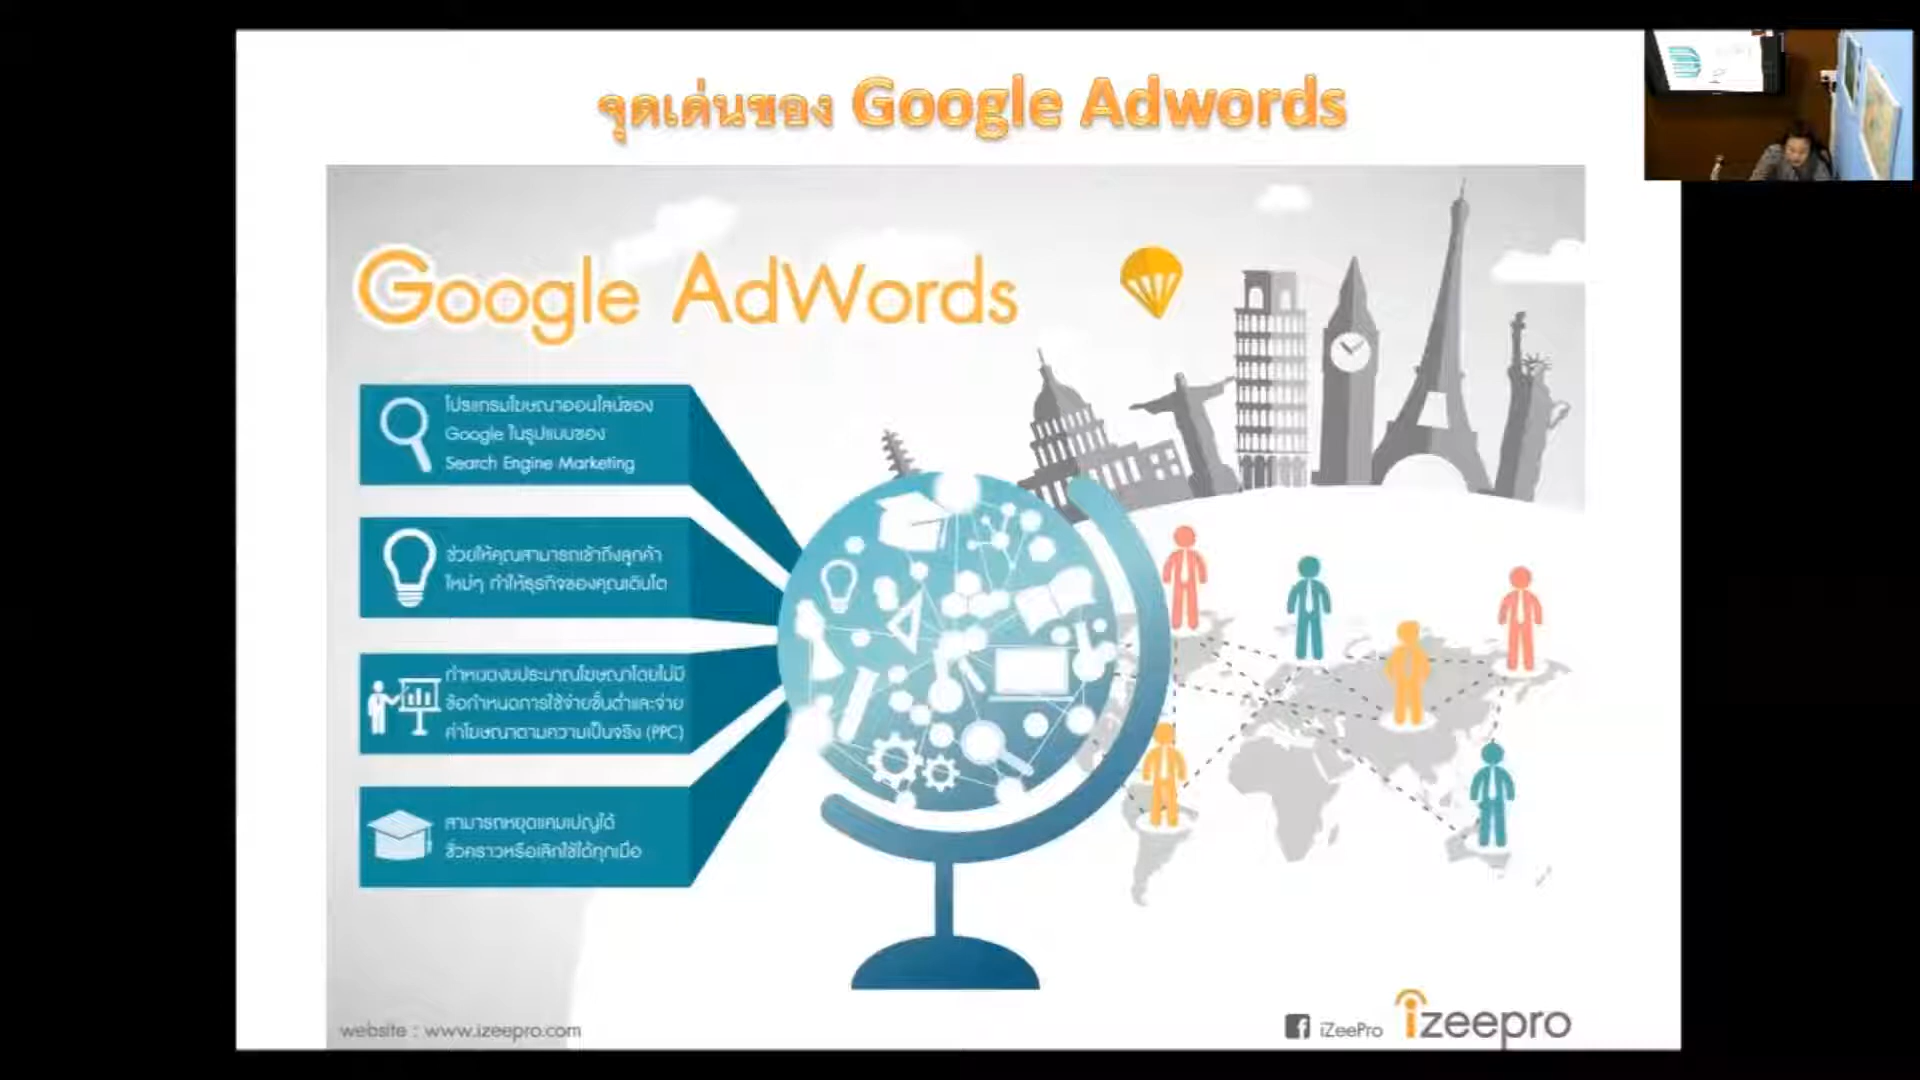 จุดเด่นของ Google Adwords
Google AdWords
โปรแกรมโฆษณาออนไลน์ของ
Google ในรูปแบบของ
Search Engine Marketing
ช่วยให้คุณสามารถเข้าถึงลูกค้า
ใหม่ๆ ทำให้ธุรกิจของคุณเติบโต
กำหนดงบประมาณโฆษณาโดยไม่มี
ข้อกำหนดการใช้จ่ายขั้นต่ำและจ่าย
ค่าโฆษณาตามความเป็นจริง (PPC)
สามารถหยุดแคมเปญได้
ชั่วคราวหรือเลิกใช้ได้ทุกเมื่อ
website : www.izeepro.com
iZeePro
izeepro